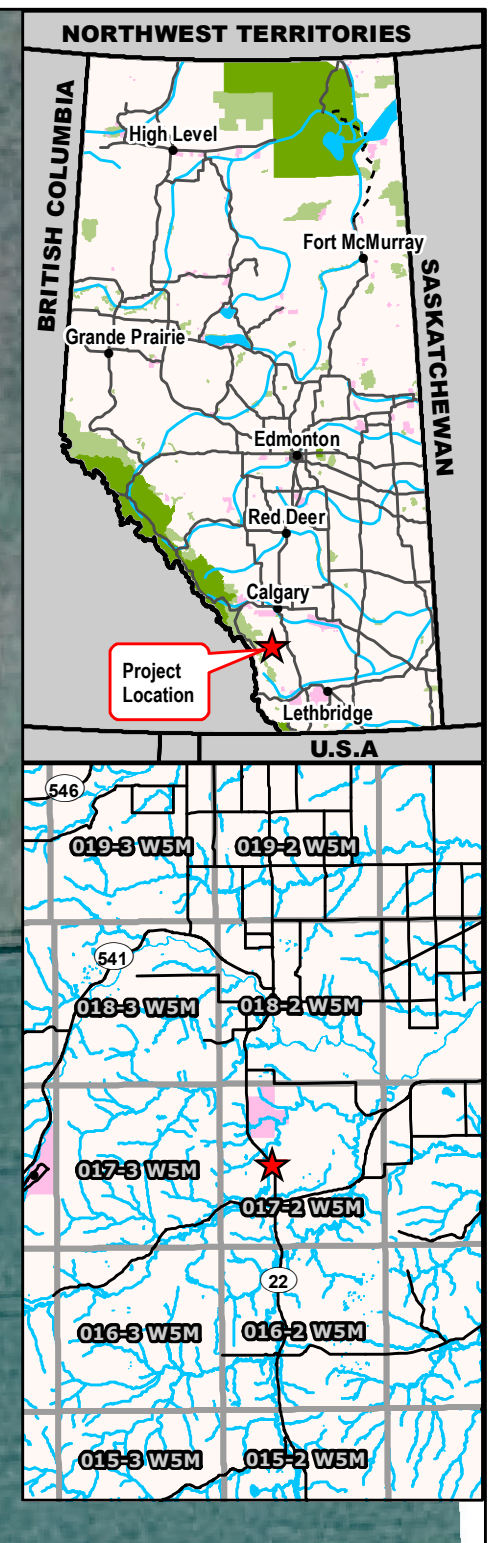 NORTHWEST TERRITORIES
BRITISH COLUMBIA
High Level
Fort McMurray
SASKATCHEWAN
Grande Prairie
Edmonton
Red Deer
Calgary
Project
Location
Lethbridge
U.S.A
546
019-3 W5M
019-2 W5M
541
018-3 W5M
018-2 W5M
017-3 W5M
017-2 W5M
22
016-3 W5M
016-2 W5M
015-3 W5M
015-2 W5M